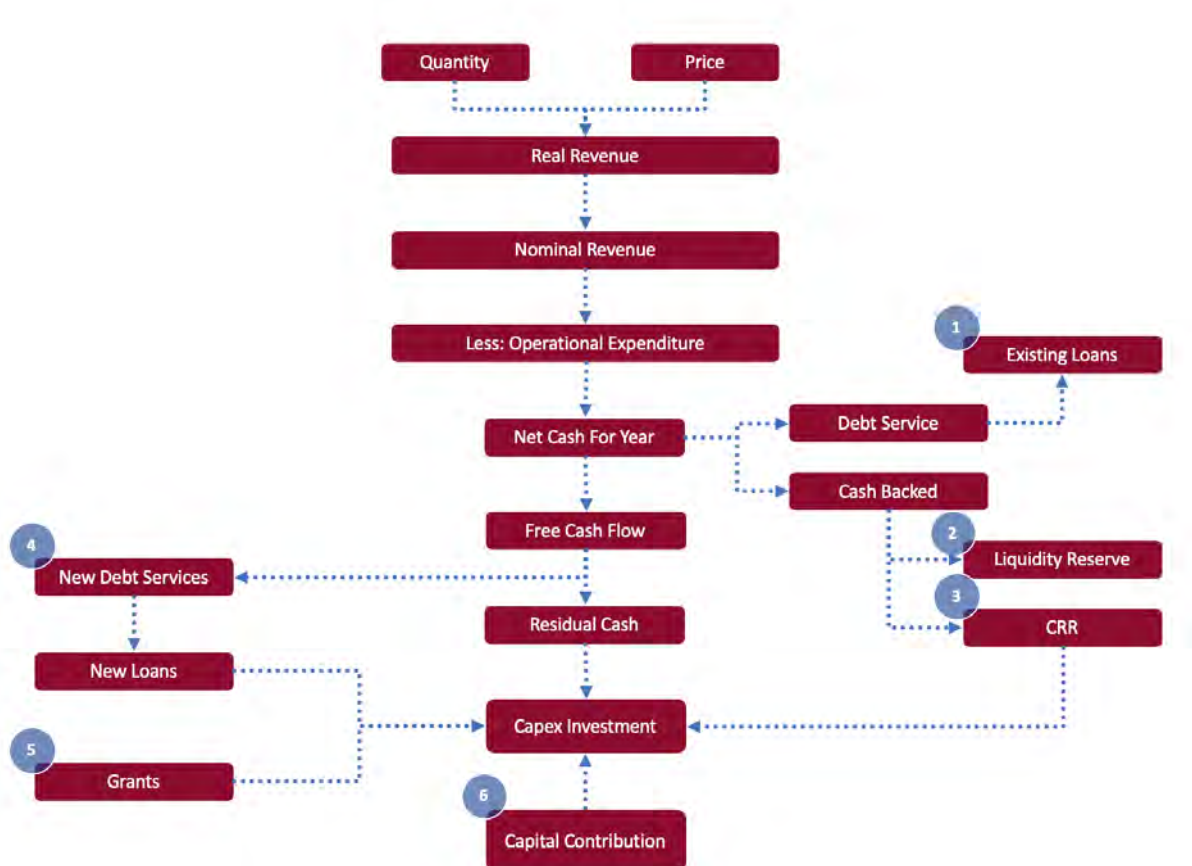 Quantity
Price
Real Revenue
Nominal Revenue
Less: Operational Expenditure
1
Existing Loans
Net Cash For Year
Debt Service
Cash Backed
Free Cash Flow
2
Liquidity Reserve
4
New Debt Services
3
CRR
Residual Cash
New Loans
Capex Investment
5
Grants
6
Capital Contribution